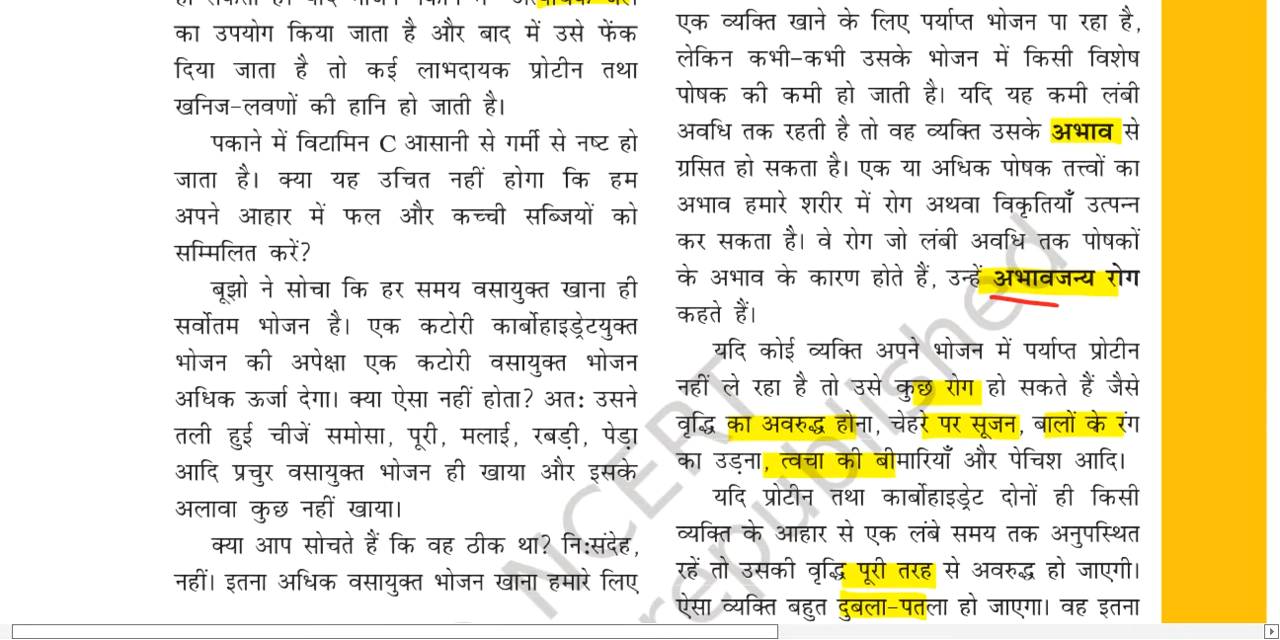 का उपयोग किया जाता है और बाद में उसे फेंक
दिया जाता है तो कई लाभदायक प्रोटीन तथा
खनिज-लवणों की हानि हो जाती है।
पकाने में विटामिन C आसानी से गर्मी से नष्ट हो
जाता है। क्या यह उचित नहीं होगा कि हम
अपने आहार में फल और कच्ची सब्जियों को
सम्मिलित करें?
बूझो ने सोचा कि हर समय वसायुक्त खाना ही
सर्वोतम भोजन है। एक कटोरी कार्बोहाइड्रेटयुक्त
भोजन की अपेक्षा एक कटोरी वसायुक्त भोजन
अधिक ऊर्जा देगा। क्या ऐसा नहीं होता? अत: उसने
तली हुई चीजें समोसा, पूरी, मलाई, रबड़ी, पेड़ा
आदि प्रचुर वसायुक्त भोजन ही खाया और इसके
अलावा कुछ नहीं खाया।
क्या आप सोचते हैं कि वह ठीक था? नि:संदेह,
नहीं। इतना अधिक वसायुक्त भोजन खाना हमारे लिए
एक व्यक्ति खाने के लिए पर्याप्त भोजन पा रहा है,
लेकिन कभी-कभी उसके भोजन में किसी विशेष
पोषक की कमी हो जाती है। यदि यह कमी लंबी
अवधि तक रहती है तो वह व्यक्ति उसके अभाव से
ग्रसित हो सकता है। एक या अधिक पोषक तत्त्वों का
अभाव हमारे शरीर में रोग अथवा विकृतियाँ उत्पन्न
कर सकता है। वे रोग जो लंबी अवधि तक पोषकों
के अभाव के कारण होते हैं, उन्हें अभावजन्य रोग
कहते हैं।
यदि कोई व्यक्ति अपने भोजन में पर्याप्त प्रोटीन
नहीं ले रहा है तो उसे कुछ रोग हो सकते हैं जैसे
वृद्धि का अवरुद्ध होना, चेहरे पर सूजन, बालों के रंग
का उड़ना, त्वचा की बीमारियाँ और पेचिश आदि।
यदि प्रोटीन तथा कार्बोहाइड्रेट दोनों ही किसी
व्यक्ति के आहार से एक लंबे समय तक अनुपस्थित
रहें तो उसकी वृद्धि पूरी तरह से अवरुद्ध हो जाएगी।
ऐसा व्यक्ति बहुत दुबला-पतला हो जाएगा। वह इतना
NCERT
republished